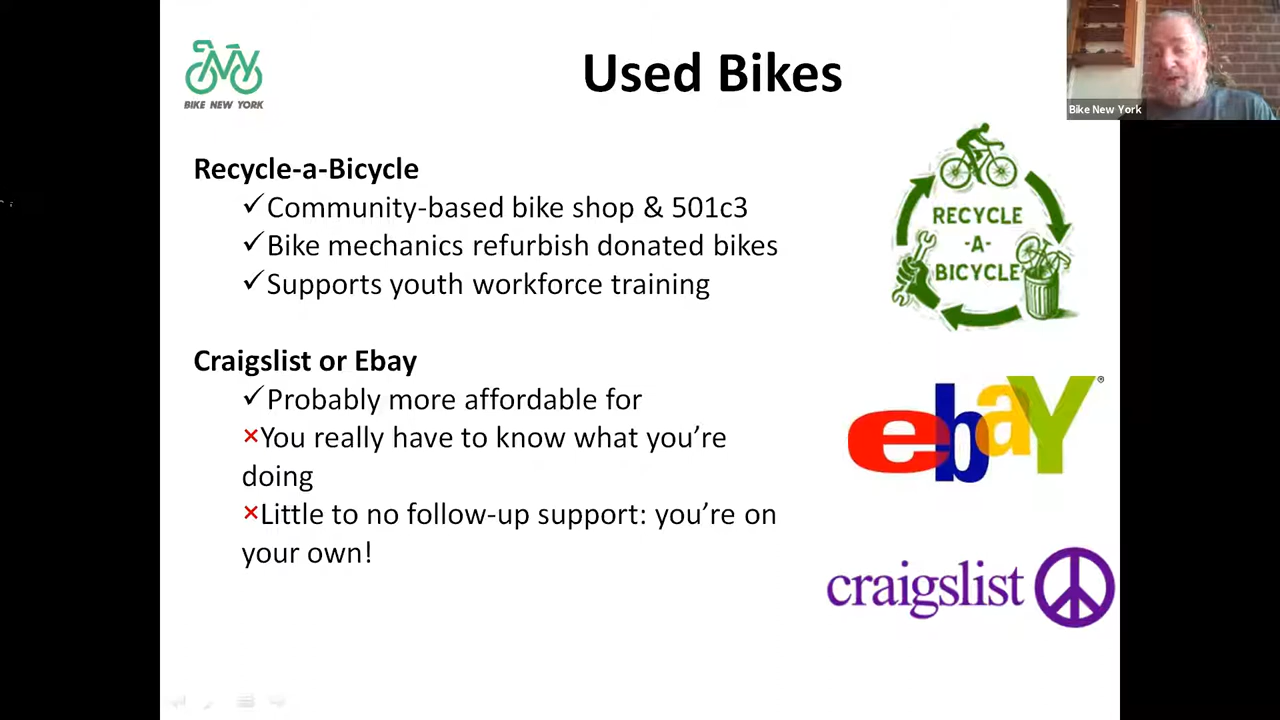 BIKE NEW YORK
Used Bikes
Bike New York
Recycle-a-Bicycle
✓Community-based bike shop & 501c3
✓Bike mechanics refurbish donated bikes
✓Supports youth workforce training
RECYCLE
-A-
BICYCLE
Craigslist or Ebay
✓Probably more affordable for
×You really have to know what you're
doing
×Little to no follow-up support: you're on
your own!
ebaY®
craigslist